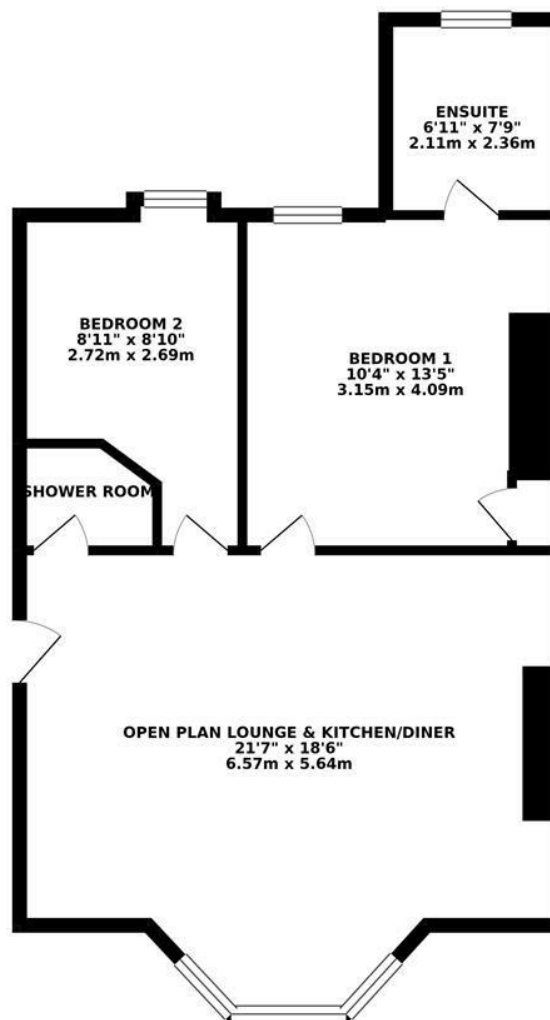 ENSUITE
6'11" x 7'9"
2.11m x 2.36m
BEDROOM 2
8'11" x 8'10"
2.72m x 2.69m
BEDROOM 1
10'4" x 13'5"
3.15m x 4.09m
SHOWER ROOM
OPEN PLAN LOUNGE & KITCHEN/DINER
21'7" x 18'6"
6.57m x 5.64m